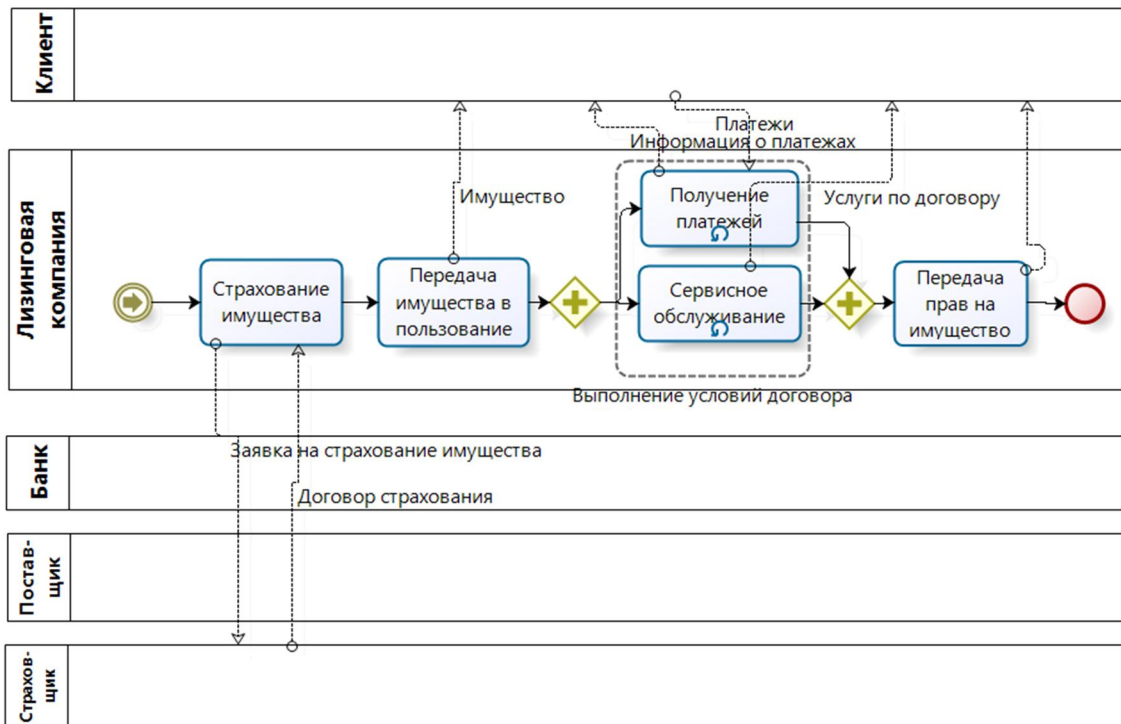 Клиент
Платежи
Информация о платежах
Лизинговая
компания
Имущество
Получение
платежей
Услуги по договору
Страхование
имущества
Передача
имущества в
пользование
Сервисное
обслуживание
Передача
прав на
имущество
Выполнение условий договора
Банк
Заявка на страхование имущества
Договор страхования
Постав-
щик
Страхов-
щик